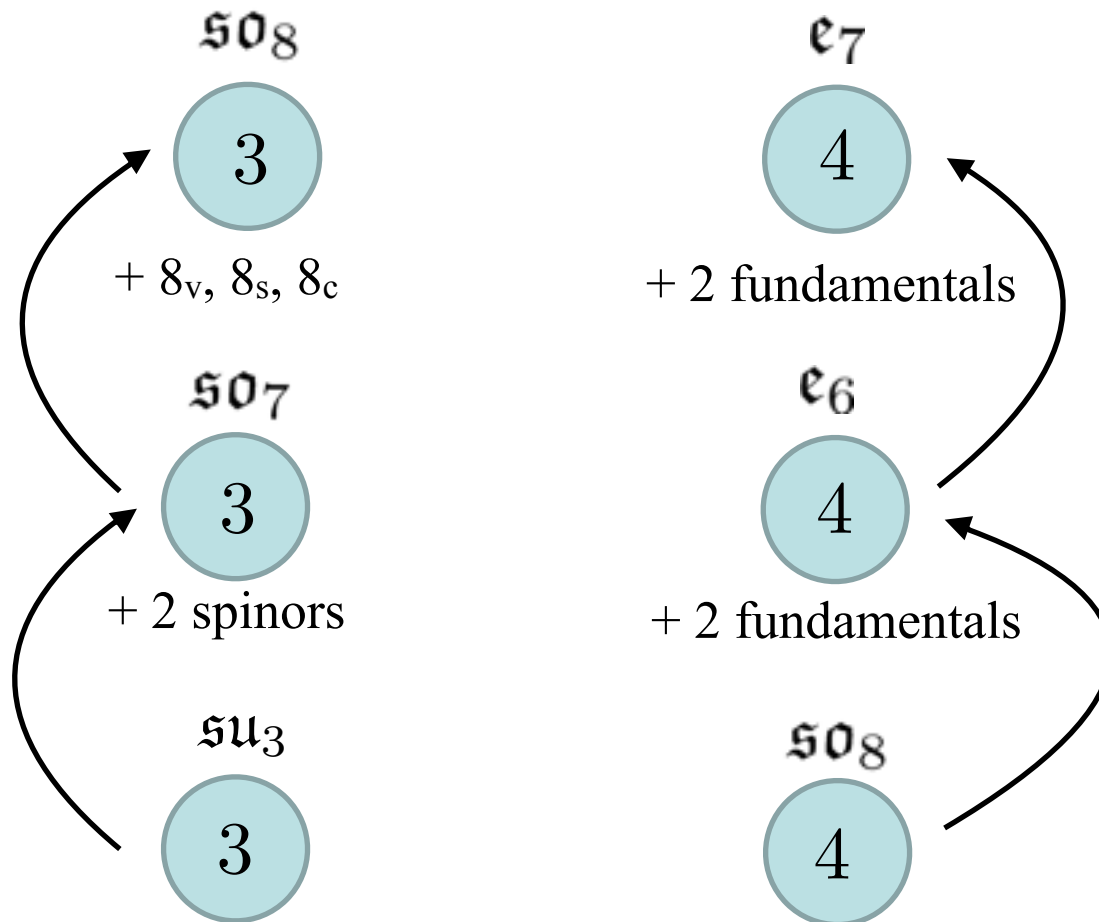 𝔰𝔬₈
3
+ 8ᵥ, 8ₛ, 8c
𝔰𝔬₇
3
+ 2 spinors
𝔰𝔲₃
3
𝔢₇
4
+ 2 fundamentals
𝔢₆
4
+ 2 fundamentals
𝔰𝔬₈
4